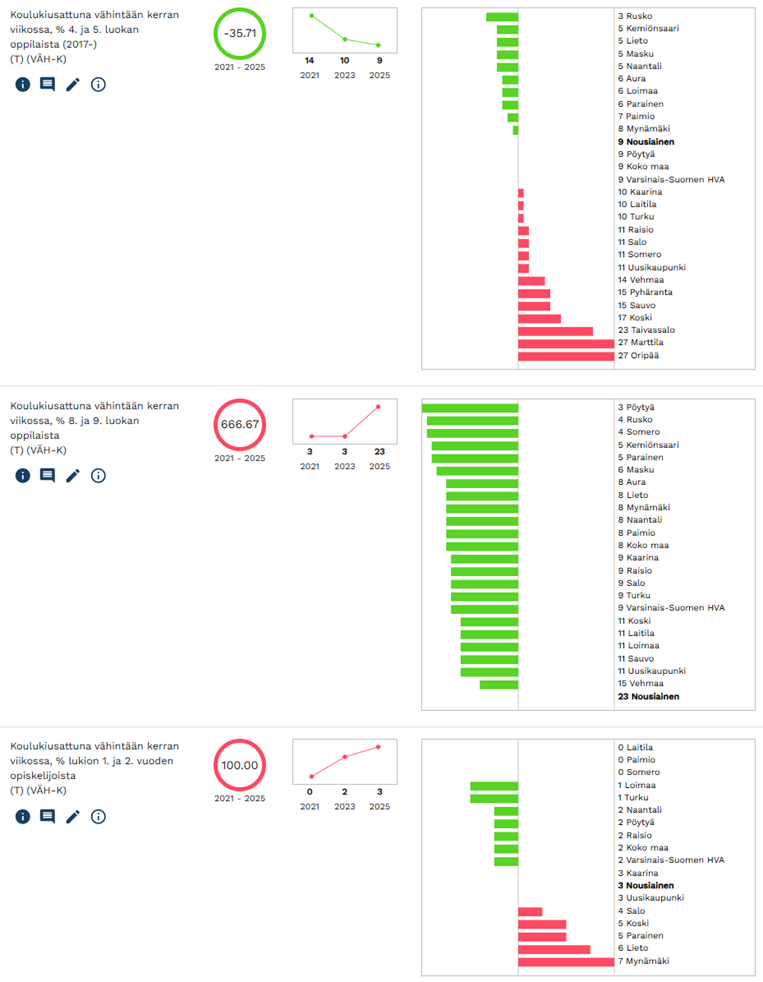 Koulukiusattuna vähintään kerran
viikossa, % 4. ja 5. luokan
oppilaista (2017-)
(T) (VÄH-K)
-35.71
2021 - 2025
14 10 9
2021 2023 2025
3 Rusko
5 Kemiönsaari
5 Lieto
5 Masku
5 Naantali
6 Aura
6 Loimaa
6 Parainen
7 Paimio
8 Mynämäki
9 Nousiainen
9 Pöytyä
9 Koko maa
9 Varsinais-Suomen HVA
10 Kaarina
10 Laitila
10 Turku
11 Raisio
11 Salo
11 Somero
11 Uusikaupunki
14 Vehmaa
15 Pyhäranta
15 Sauvo
17 Koski
23 Taivassalo
27 Marttila
27 Oripää
Koulukiusattuna vähintään kerran
viikossa, % 8. ja 9. luokan
oppilaista
(T) (VÄH-K)
666.67
2021 - 2025
3 3 23
2021 2023 2025
3 Pöytyä
4 Rusko
4 Somero
5 Kemiönsaari
5 Parainen
6 Masku
8 Aura
8 Lieto
8 Mynämäki
8 Naantali
8 Paimio
8 Koko maa
9 Kaarina
9 Raisio
9 Salo
9 Turku
9 Varsinais-Suomen HVA
11 Koski
11 Laitila
11 Loimaa
11 Sauvo
11 Uusikaupunki
15 Vehmaa
23 Nousiainen
Koulukiusattuna vähintään kerran
viikossa, % lukion 1. ja 2. vuoden
opiskelijoista
(T) (VÄH-K)
100.00
2021 - 2025
0 2 3
2021 2023 2025
0 Laitila
0 Paimio
0 Somero
1 Loimaa
1 Turku
2 Naantali
2 Pöytyä
2 Raisio
2 Koko maa
2 Varsinais-Suomen HVA
3 Kaarina
3 Nousiainen
3 Uusikaupunki
4 Salo
5 Koski
5 Parainen
6 Lieto
7 Mynämäki